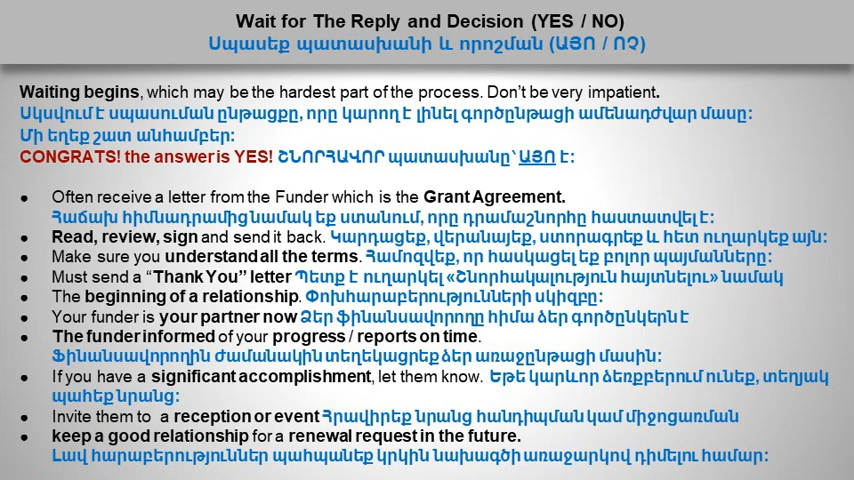 Wait for The Reply and Decision (YES / NO)
Սպասեք պատասխանի և որոշման (ԱՅՈ / ՈՉ)
Waiting begins, which may be the hardest part of the process. Don't be very impatient.
Սկսվում է սպասուման ընթացքը, որը կարող է լինել գործընթացի ամենադժվար մասը:
Մի եղեք շատ անհամբեր:
CONGRATS! the answer is YES! ՇՆՈՐՀԱՎՈՐ պատասխանը՝ԱՅՈ է:
● Often receive a letter from the Funder which is the Grant Agreement.
Հաճախ հիմնադրամից նամակ եք ստանում, որը դրամաշնորհը հաստատվել է:
● Read, review, sign and send it back. Կարդացեք, վերանայեք, ստորագրեք և հետ ուղարկեք այն:
● Make sure you understand all the terms. Համոզվեք, որ հասկացել եք բոլոր պայմանները:
● Must send a “Thank You” letter Պետք է ուղարկել «Շնորհակալություն հայտնելու» նամակ
● The beginning of a relationship. Փոխհարաբերությունների սկիզբը:
● Your funder is your partner now Ձեր ֆինանսավորողը հիմա ձեր գործընկերն է
● The funder informed of your progress / reports on time.
Ֆինանսավորողին ժամանակին տեղեկացրեք ձեր առաջընթացի մասին:
● If you have a significant accomplishment, let them know. Եթե կարևոր ձեռքբերում ունեք, տեղյակ
պահեք նրանց:
● Invite them to a reception or event Հրավիրեք նրանց հանդիպման կամ միջոցառման
● keep a good relationship for a renewal request in the future.
Լավ հարաբերություններ պահպանեք կրկին նախագծի առաջարկով դիմելու համար: